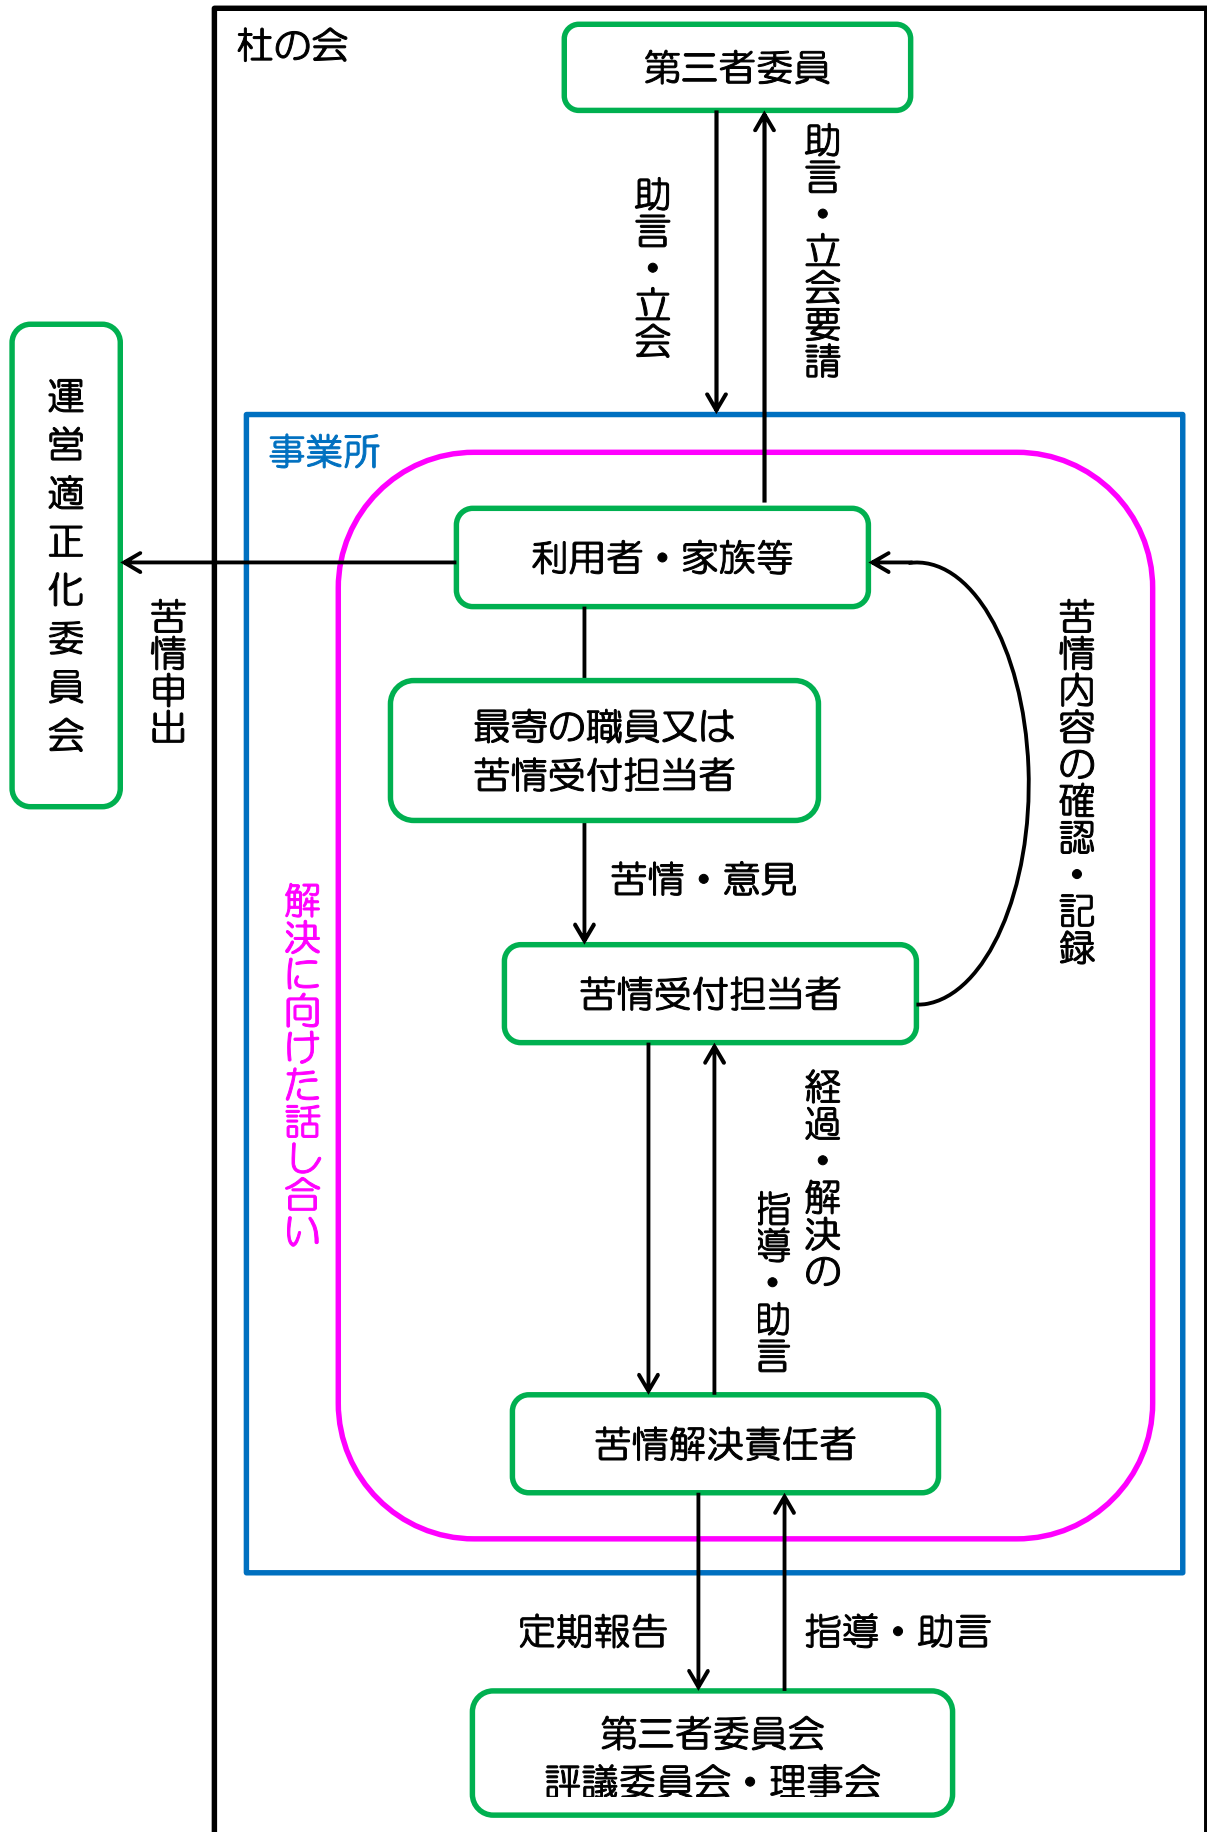 杜の会
第三者委員
助言・立会
助言・立会要請
運営適正化委員会
苦情申出
事業所
利用者・家族等
最寄の職員又は
苦情受付担当者
苦情・意見
苦情内容の確認・記録
解決に向けた話し合い
苦情受付担当者
経過・解決の
指導・助言
苦情解決責任者
定期報告
指導・助言
第三者委員会
評議委員会・理事会